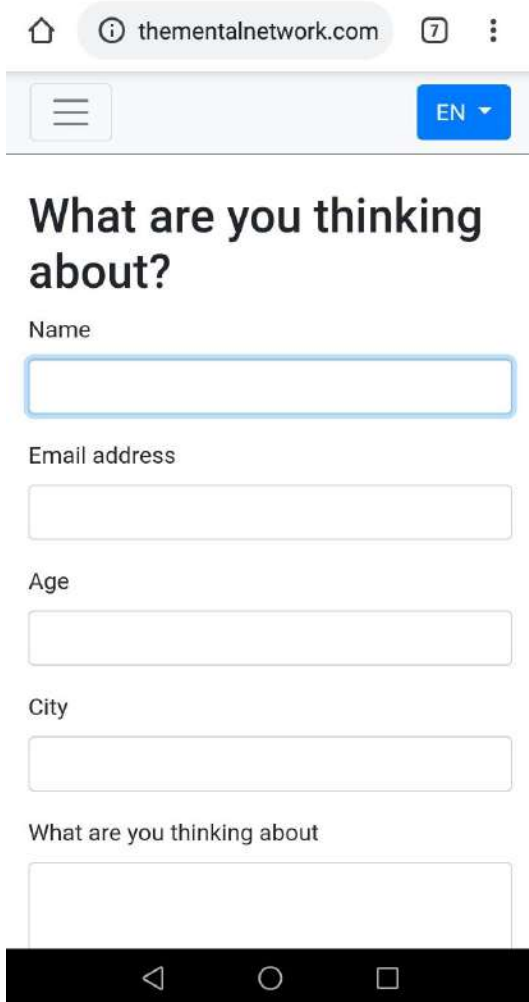 thementalnetwork.com
7
EN
What are you thinking
about?
Name
Email address
Age
City
What are you thinking about